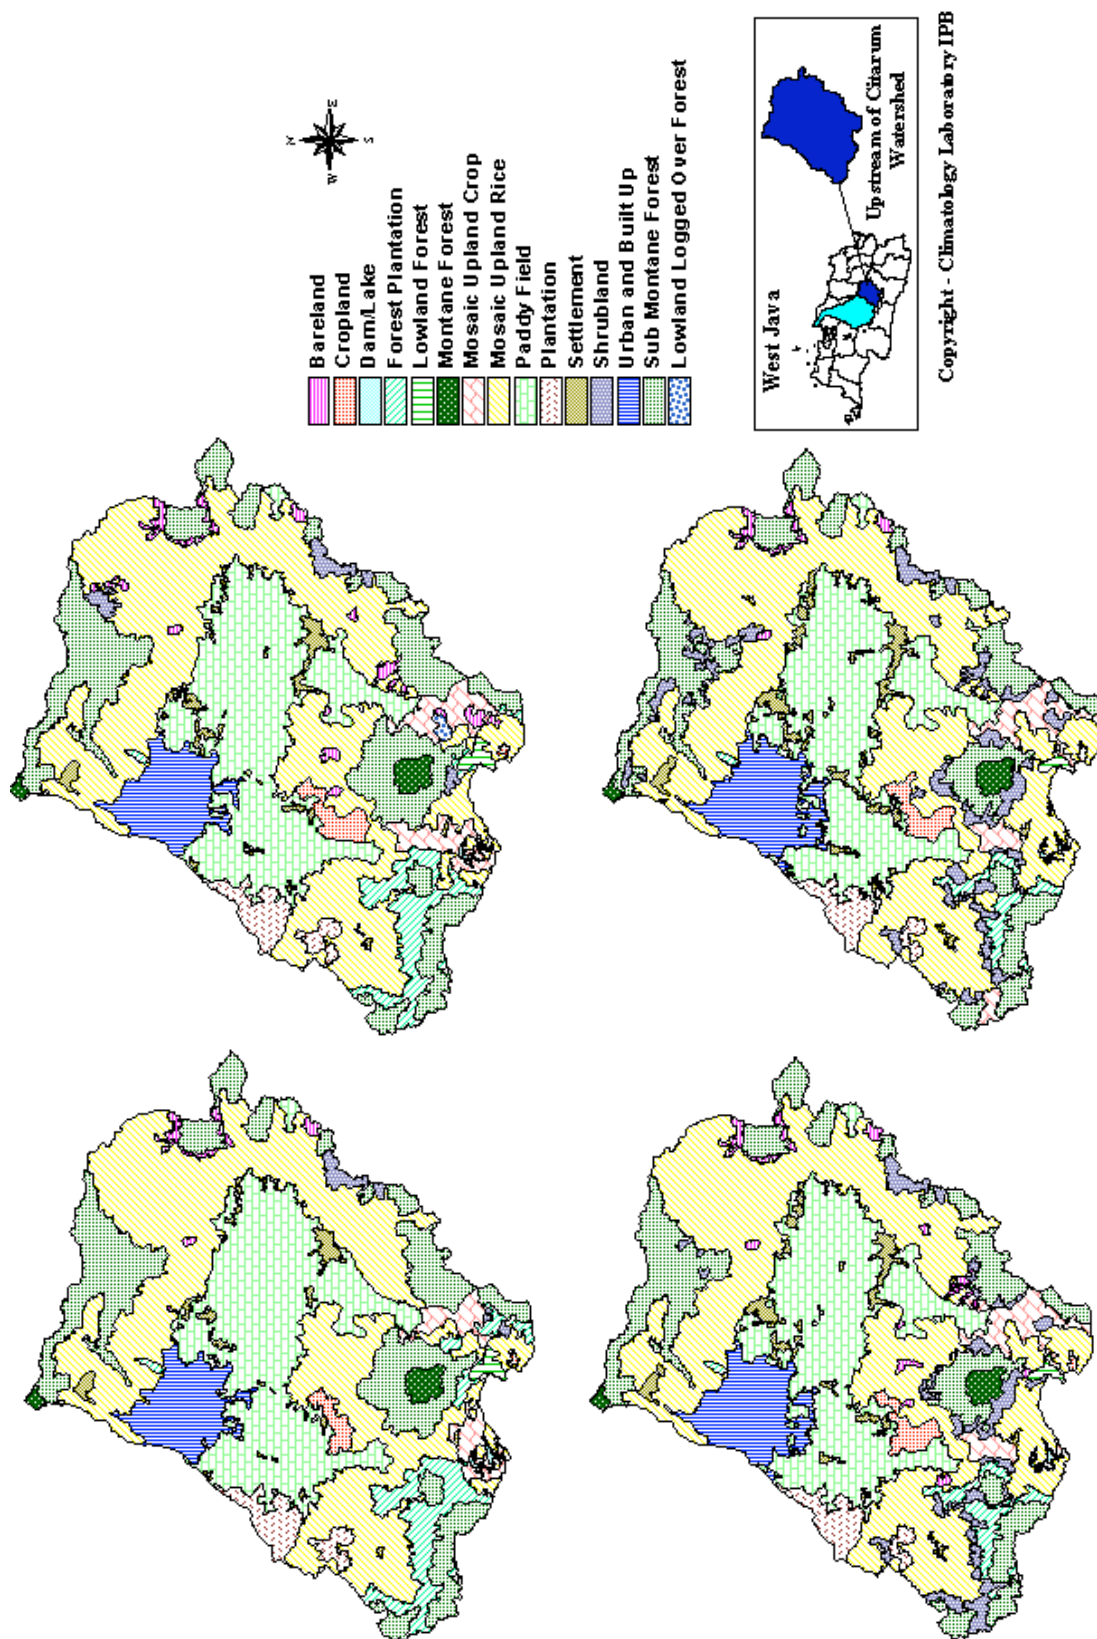 N
W
E
S
Bareland
Cropland
Dam/Lake
Forest Plantation
Lowland Forest
Montane Forest
Mosaic Upland Crop
Mosaic Upland Rice
Paddy Field
Plantation
Settlement
Shrubland
Urban and Built Up
Sub Montane Forest
Lowland Logged Over Forest
West Java
Upstream of Citarum
Watershed
Copyright - Climatology Laboratory IPB